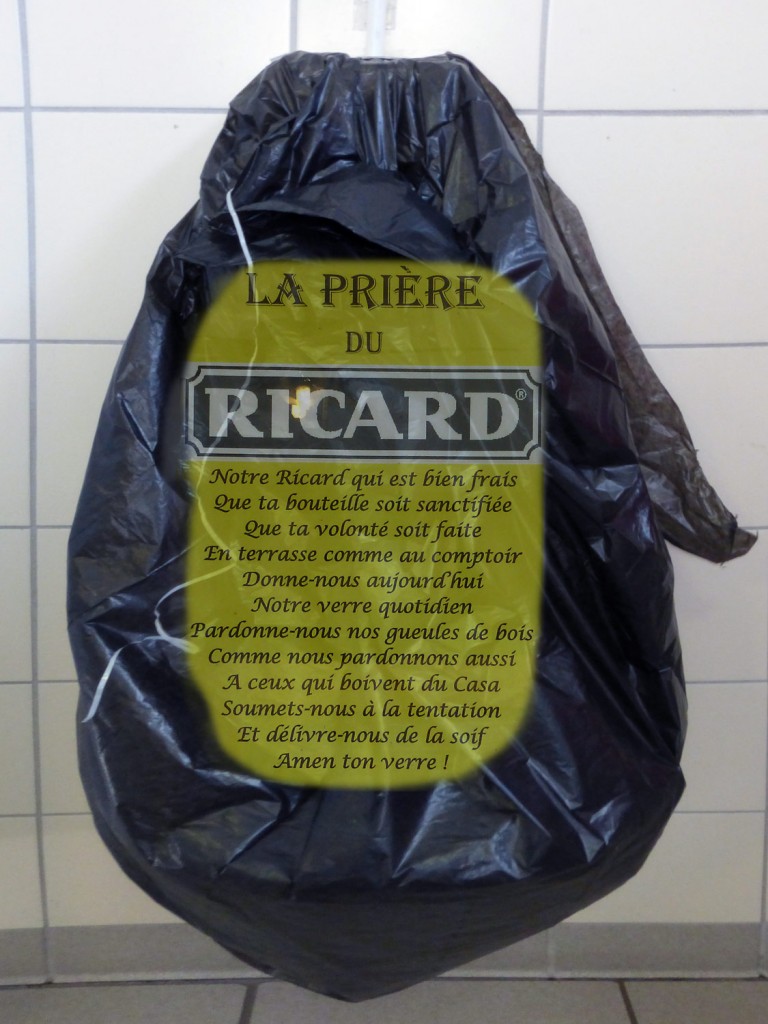 LA PRIÈRE
DU
RICARD®
Notre Ricard qui est bien frais
Que ta bouteille soit sanctifiée
Que ta volonté soit faite
En terrasse comme au comptoir
Donne-nous aujourd'hui
Notre verre quotidien
Pardonne-nous nos gueules de bois
Comme nous pardonnons aussi
A ceux qui boivent du Casa
Soumets-nous à la tentation
Et délivre-nous de la soif
Amen ton verre !